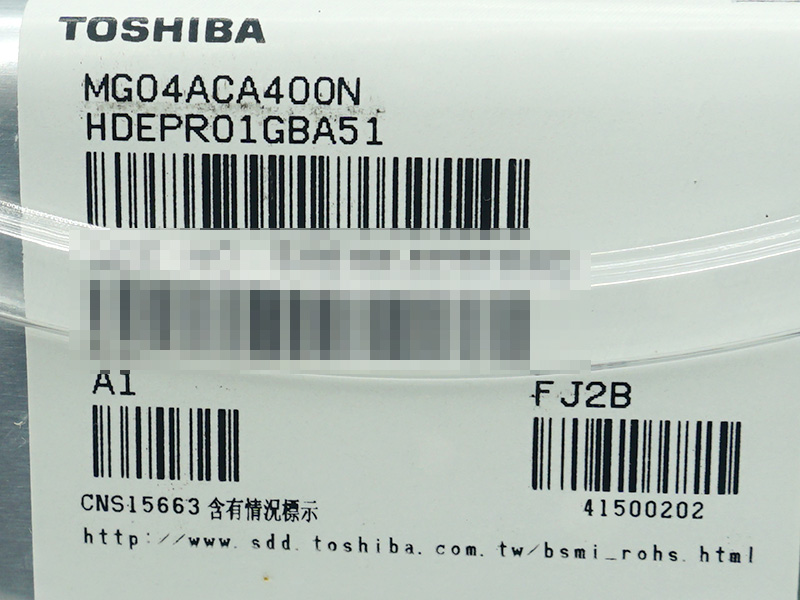 TOSHIBA
MG04ACA400N
HDEPR01GBA51
A1
FJ2B
41500202
CNS15663 含有情況標示
http://www.sdd.toshiba.com.tw/bsmi_rohs.html